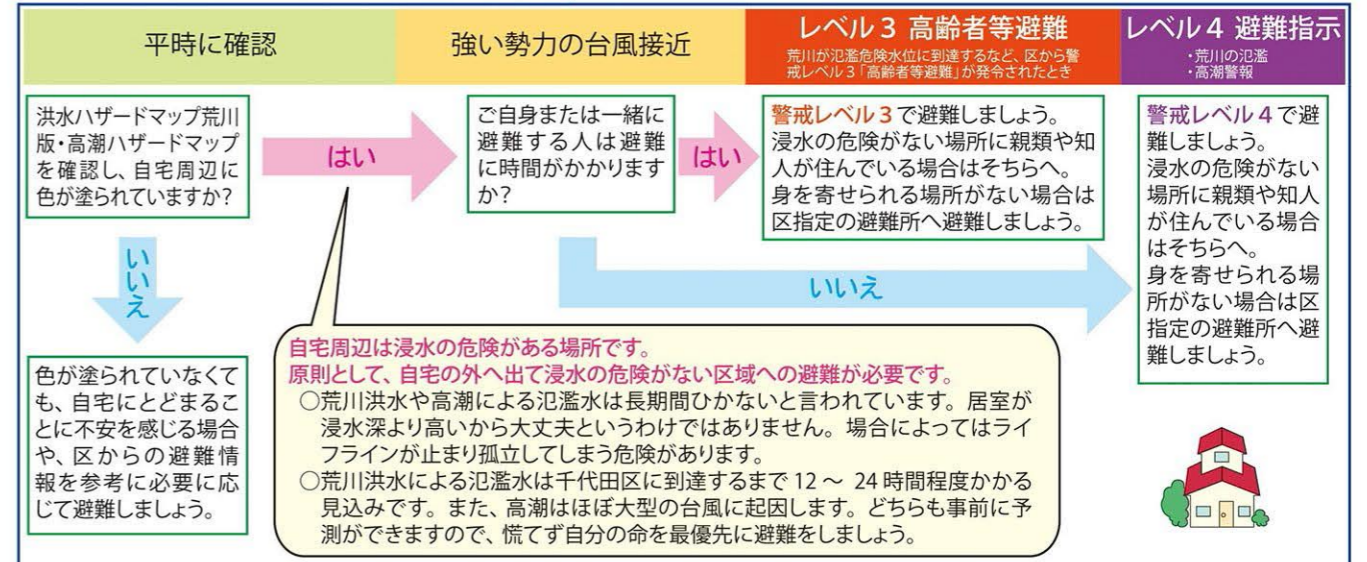 平時に確認
強い勢力の台風接近
レベル3 高齢者等避難
荒川が氾濫危険水位に到達するなど、区から警
戒レベル3「高齢者等避難」が発令されたとき
レベル4 避難指示
・荒川の氾濫
・高潮警報
洪水ハザードマップ荒川
版・高潮ハザードマップ
を確認し、自宅周辺に
色が塗られていますか?
はい
ご自身または一緒に
避難する人は避難
に時間がかかります
か?
はい
警戒レベル3で避難しましょう。
浸水の危険がない場所に親類や知
人が住んでいる場合はそちらへ。
身を寄せられる場所がない場合は
区指定の避難所へ避難しましょう。
警戒レベル4で避
難しましょう。
浸水の危険がない
場所に親類や知人
が住んでいる場合
はそちらへ。
身を寄せられる場
所がない場合は区
指定の避難所へ避
難しましょう。
いいえ
いいえ
色が塗られていなくて
も、自宅にとどまるこ
とに不安を感じる場合
や、区からの避難情
報を参考に必要に応
じて避難しましょう。
自宅周辺は浸水の危険がある場所です。
原則として、自宅の外へ出て浸水の危険がない区域への避難が必要です。
○荒川洪水や高潮による氾濫水は長期間ひかないと言われています。居室が
浸水深より高いから大丈夫というわけではありません。場合によってはライ
フラインが止まり孤立してしまう危険があります。
○荒川洪水による氾濫水は千代田区に到達するまで12～24時間程度かかる
見込みです。また、高潮はほぼ大型の台風に起因します。どちらも事前に予
測ができますので、慌てず自分の命を最優先に避難をしましょう。